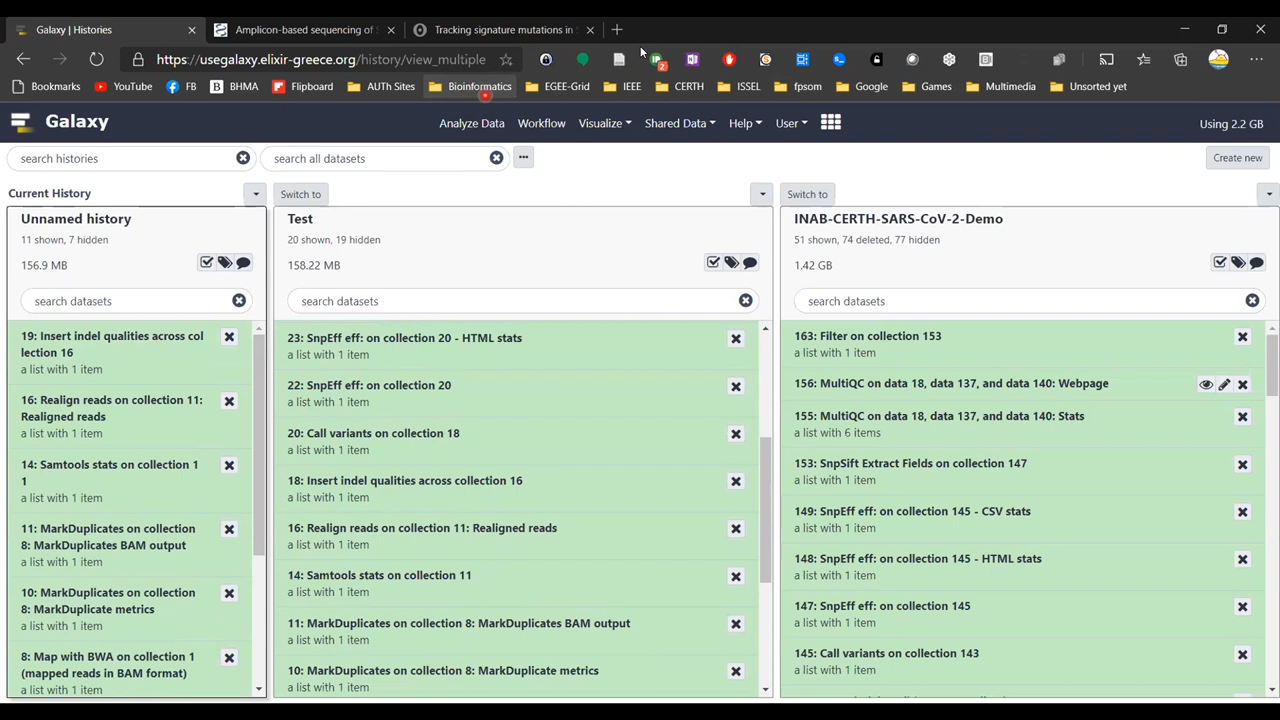 Galaxy | Histories
Amplicon-based sequencing of
Tracking signature mutations in
https://usegalaxy.elixir-greece.org/history/view_multiple
2
Bookmarks YouTube FB BHMA Flipboard AUTh Sites Bioinformatics EGEE-Grid IEEE CERTH ISSEL fpsom Google Games Multimedia Unsorted yet
Galaxy Analyze Data Workflow Visualize Shared Data Help User Using 2.2 GB
search histories search all datasets Create new
Current History Switch to Switch to
Unnamed history
11 shown, 7 hidden
156.9 MB
search datasets
19: Insert indel qualities across col
lection 16
a list with 1 item
16: Realign reads on collection 11:
Realigned reads
a list with 1 item
14: Samtools stats on collection 1
1
a list with 1 item
11: MarkDuplicates on collection
8: MarkDuplicates BAM output
a list with 1 item
10: MarkDuplicates on collection
8: MarkDuplicate metrics
a list with 1 item
8: Map with BWA on collection 1
(mapped reads in BAM format)
a list with 1 item
Test
20 shown, 19 hidden
158.22 MB
search datasets
23: SnpEff eff: on collection 20 - HTML stats
a list with 1 item
22: SnpEff eff: on collection 20
a list with 1 item
20: Call variants on collection 18
a list with 1 item
18: Insert indel qualities across collection 16
a list with 1 item
16: Realign reads on collection 11: Realigned reads
a list with 1 item
14: Samtools stats on collection 11
a list with 1 item
11: MarkDuplicates on collection 8: MarkDuplicates BAM output
a list with 1 item
10: MarkDuplicates on collection 8: MarkDuplicate metrics
a list with 1 item
INAB-CERTH-SARS-CoV-2-Demo
51 shown, 74 deleted, 77 hidden
1.42 GB
search datasets
163: Filter on collection 153
a list with 1 item
156: MultiQC on data 18, data 137, and data 140: Webpage
155: MultiQC on data 18, data 137, and data 140: Stats
a list with 6 items
153: SnpSift Extract Fields on collection 147
a list with 1 item
149: SnpEff eff: on collection 145 - CSV stats
a list with 1 item
148: SnpEff eff: on collection 145 - HTML stats
a list with 1 item
147: SnpEff eff: on collection 145
a list with 1 item
145: Call variants on collection 143
a list with 1 item